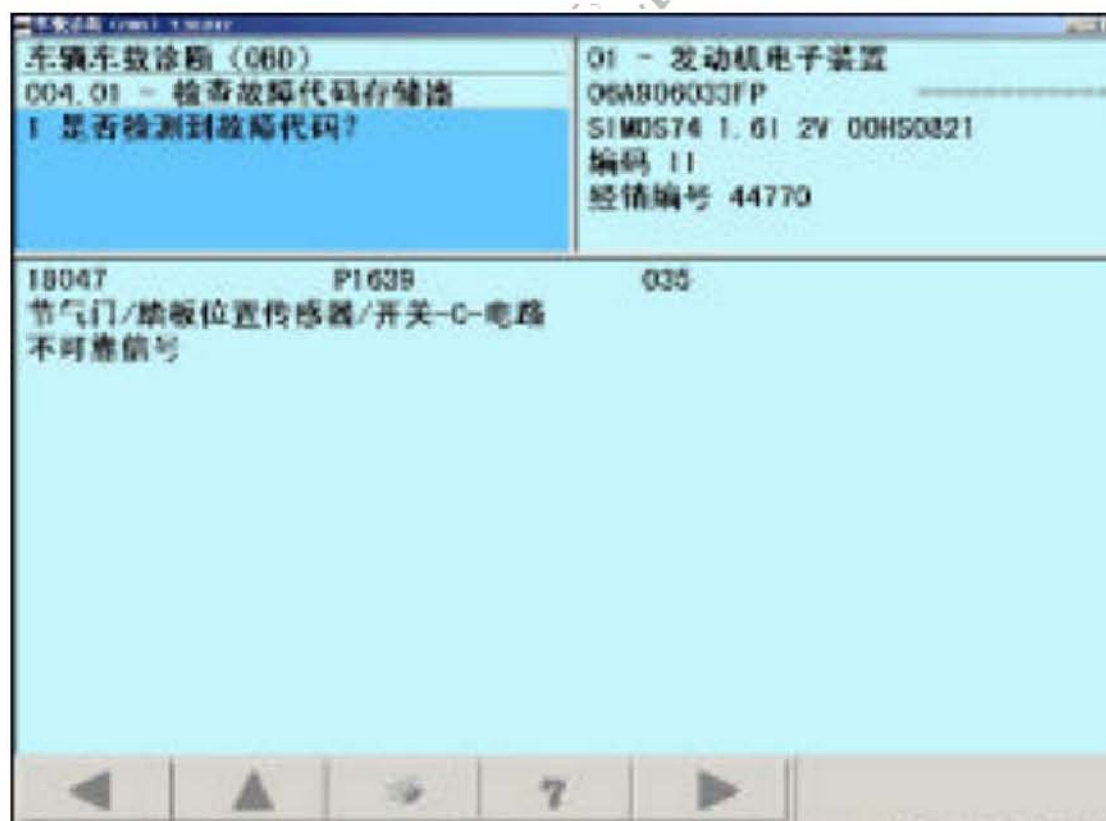 车辆车载诊断 (OBD)
004.01 - 检查故障代码存储器
1 是否检测到故障代码?
01 - 发动机电子装置
06A906033FP
SIMOS74 1.6l 2V 00HS0821
编码 11
经销编号 44770
18047 P1639 035
节气门/踏板位置传感器/开关-C-电路
不可靠信号
?